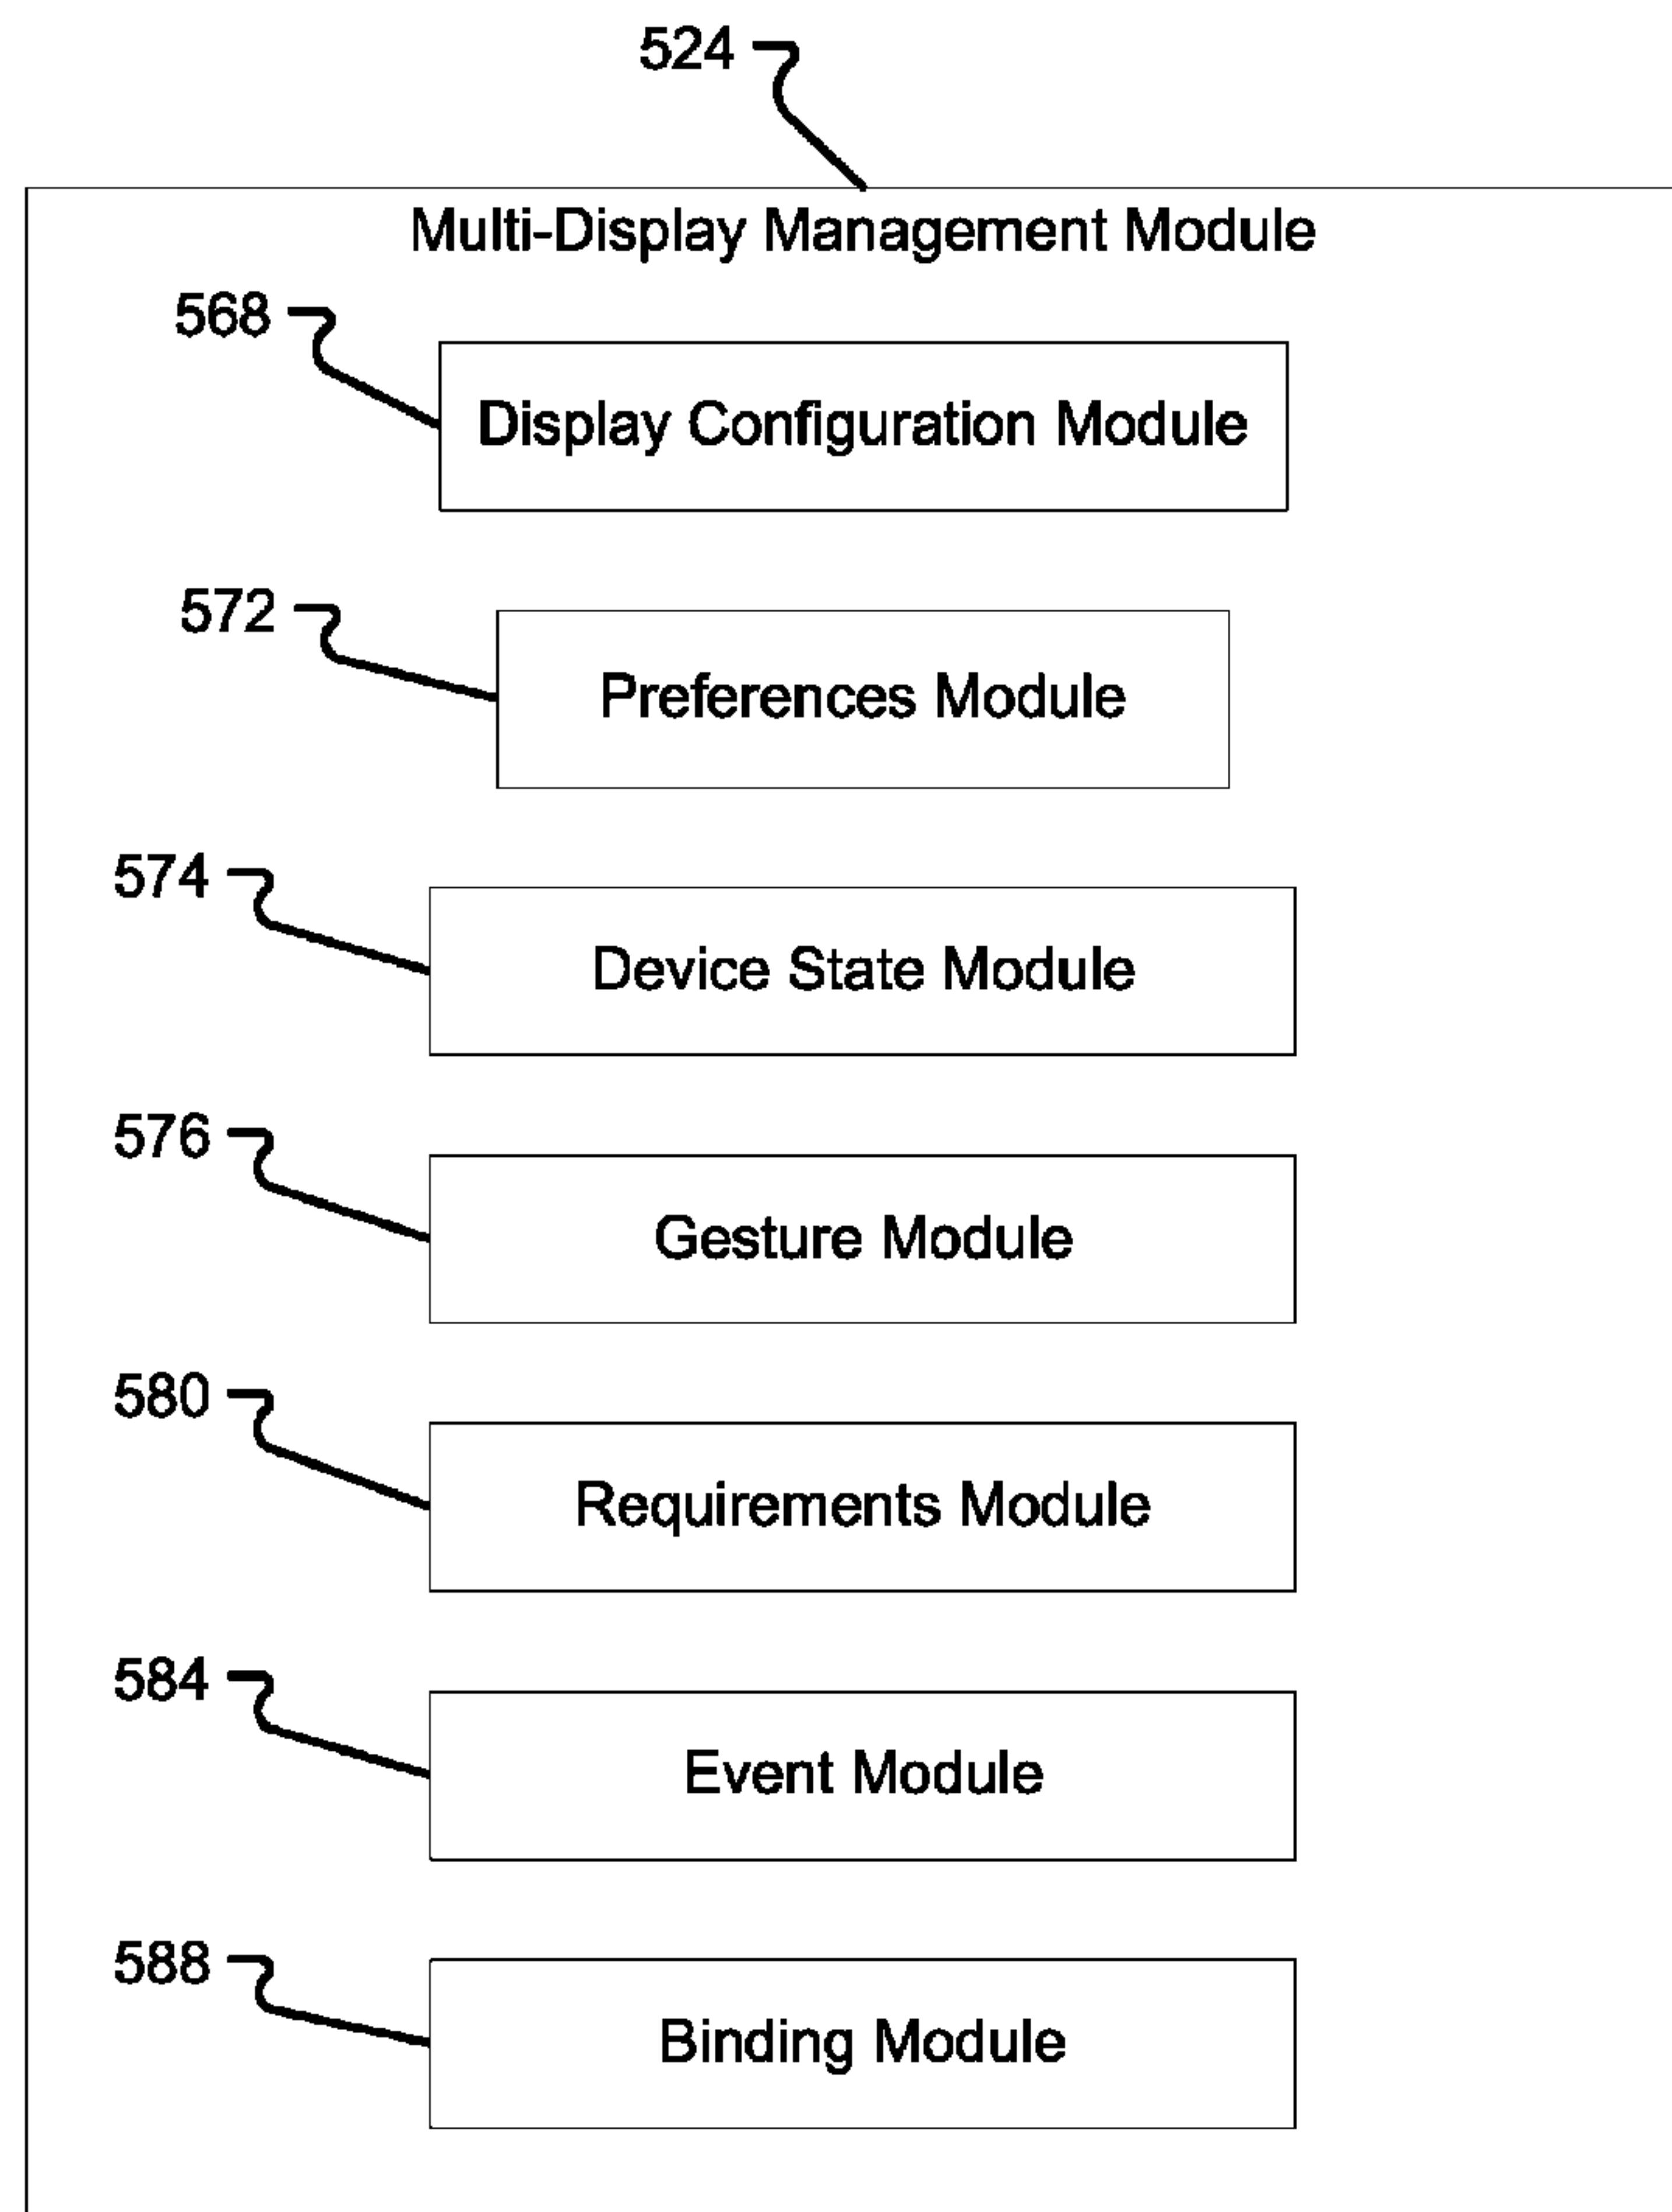 524
Multi-Display Management Module
568
Display Configuration Module
572
Preferences Module
574
Device State Module
576
Gesture Module
580
Requirements Module
584
Event Module
588
Binding Module